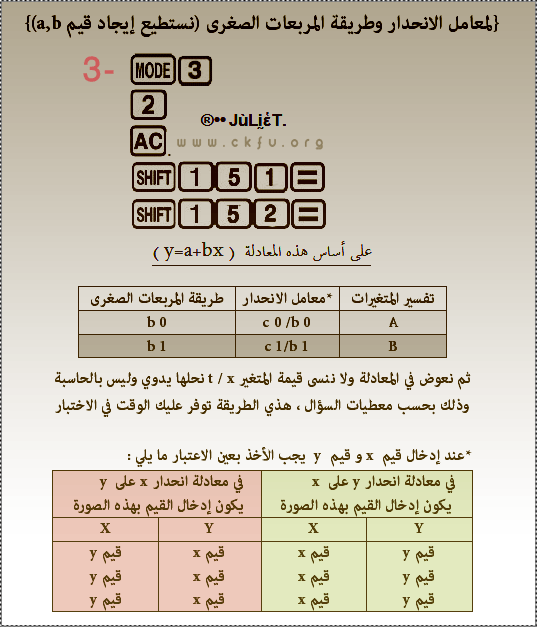 {لمعامل الانحدار وطريقة المربعات الصغرى (نستطيع إيجاد قيم a,b)}
3- MODE 3
2
®•• JùLįέT.
AC .
www.ckfu.org
SHIFT 1 5 1 =
SHIFT 1 5 2 =
على أساس هذه المعادلة ( y=a+bx )
تفسير المتغيرات *معامل الانحدار طريقة المربعات الصغرى
A c 0 /b 0 b 0
B c 1/b 1 b 1
ثم نعوض في المعادلة ولا ننسى قيمة المتغير t / x نحلها يدوي وليس بالحاسبة
وذلك بحسب معطيات السؤال ، هذي الطريقة توفر عليك الوقت في الاختبار
*عند إدخال قيم x و قيم y يجب الأخذ بعين الاعتبار ما يلي :
في معادلة انحدار y على x في معادلة انحدار x على y
يكون إدخال القيم بهذه الصورة يكون إدخال القيم بهذه الصورة
Y X Y X
قيم y قيم x قيم x قيم y
قيم y قيم x قيم x قيم y
قيم y قيم x قيم x قيم y